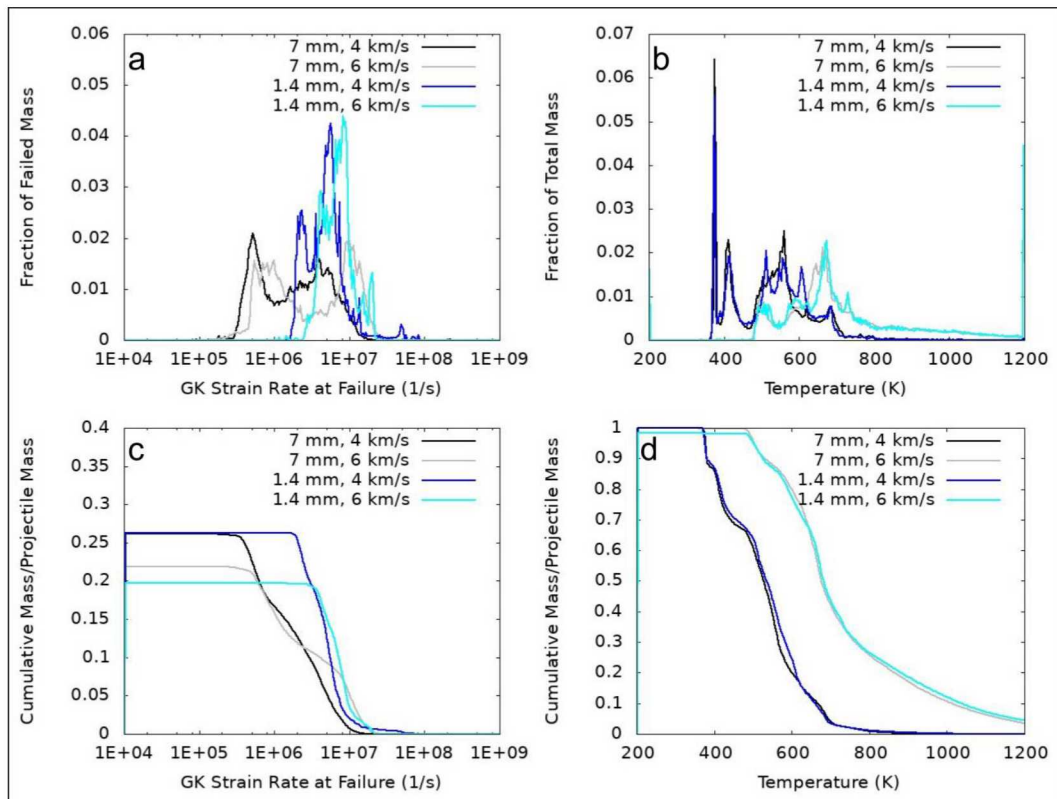 a
7 mm, 4 km/s
7 mm, 6 km/s
1.4 mm, 4 km/s
1.4 mm, 6 km/s
0.06
0.05
0.04
0.03
0.02
0.01
0
Fraction of Failed Mass
1E+04 1E+05 1E+06 1E+07 1E+08 1E+09
GK Strain Rate at Failure (1/s)
b
7 mm, 4 km/s
7 mm, 6 km/s
1.4 mm, 4 km/s
1.4 mm, 6 km/s
0.07
0.06
0.05
0.04
0.03
0.02
0.01
0
Fraction of Total Mass
200 400 600 800 1000 1200
Temperature (K)
c
7 mm, 4 km/s
7 mm, 6 km/s
1.4 mm, 4 km/s
1.4 mm, 6 km/s
0.4
0.35
0.3
0.25
0.2
0.15
0.1
0.05
0
Cumulative Mass/Projectile Mass
1E+04 1E+05 1E+06 1E+07 1E+08 1E+09
GK Strain Rate at Failure (1/s)
d
7 mm, 4 km/s
7 mm, 6 km/s
1.4 mm, 4 km/s
1.4 mm, 6 km/s
1
0.9
0.8
0.7
0.6
0.5
0.4
0.3
0.2
0.1
0
Cumulative Mass/Projectile Mass
200 400 600 800 1000 1200
Temperature (K)